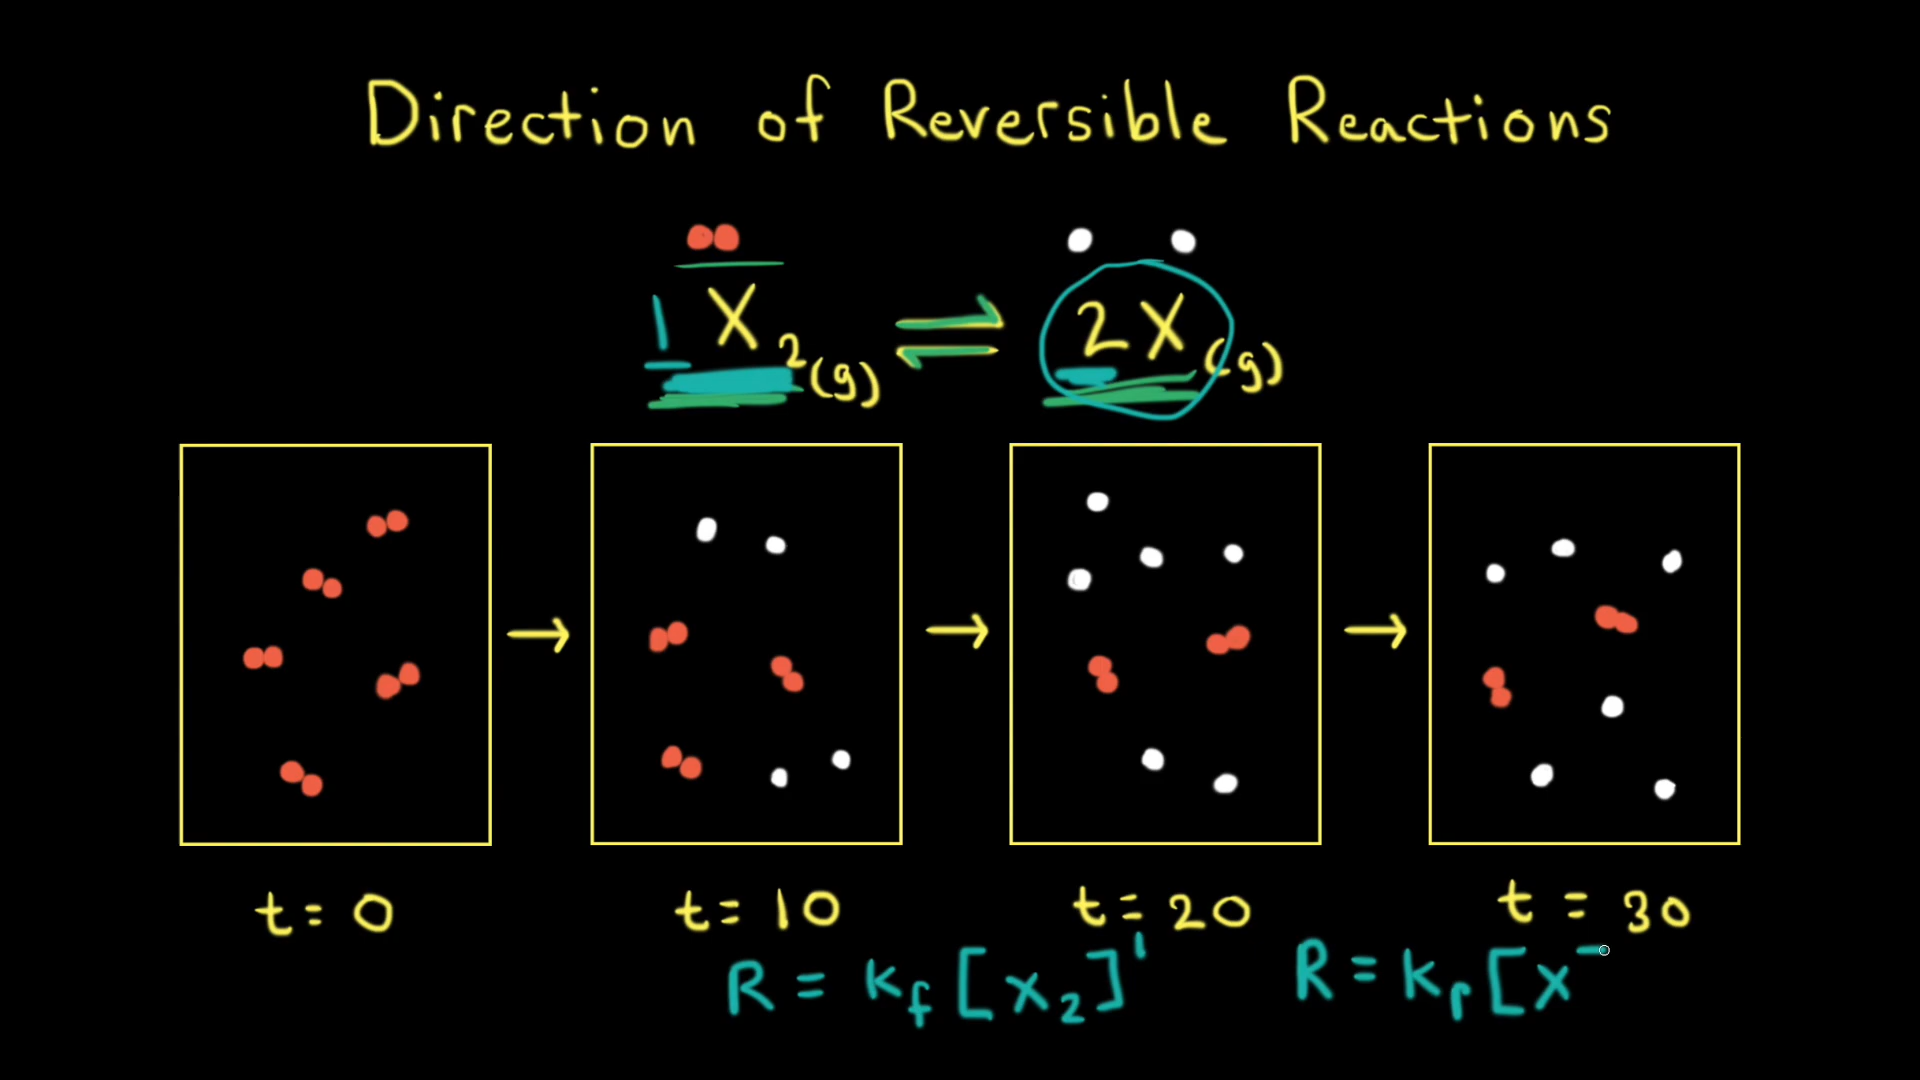 Direction of Reversible Reactions
1 X₂(g) ⇌ 2X(g)
t = 0
t = 10
t = 20
t = 30
R = kf [X₂]¹
R = kr [X